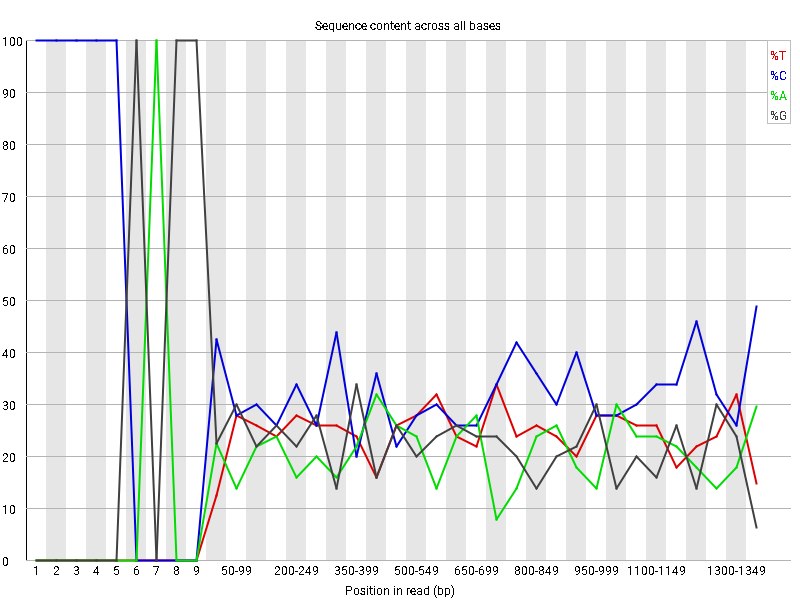 Sequence content across all bases
100
90
80
70
60
50
40
30
20
10
0
%T
%C
%A
%G
1 2 3 4 5 6 7 8 9 50-99 200-249 350-399 500-549 650-699 800-849 950-999 1100-1149 1300-1349
Position in read (bp)